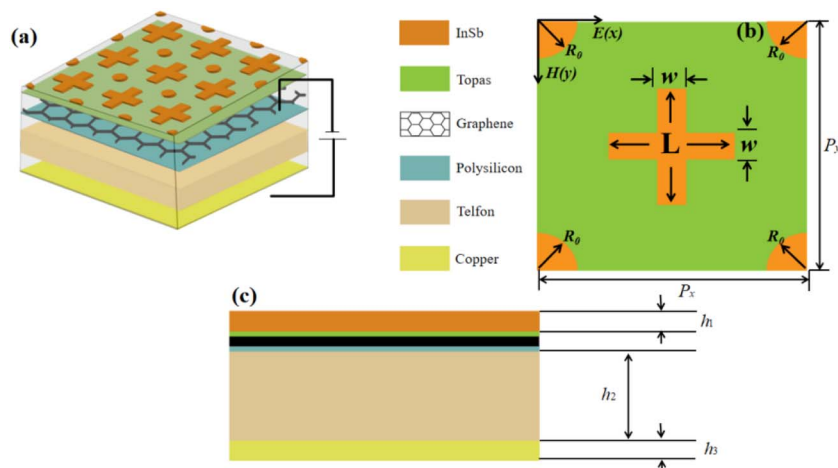 (a)
InSb
Topas
Graphene
Polysilicon
Telfon
Copper
(b)
E(x)
H(y)
R0
R0
w
L
w
Py
R0
R0
Px
(c)
h1
h2
h3